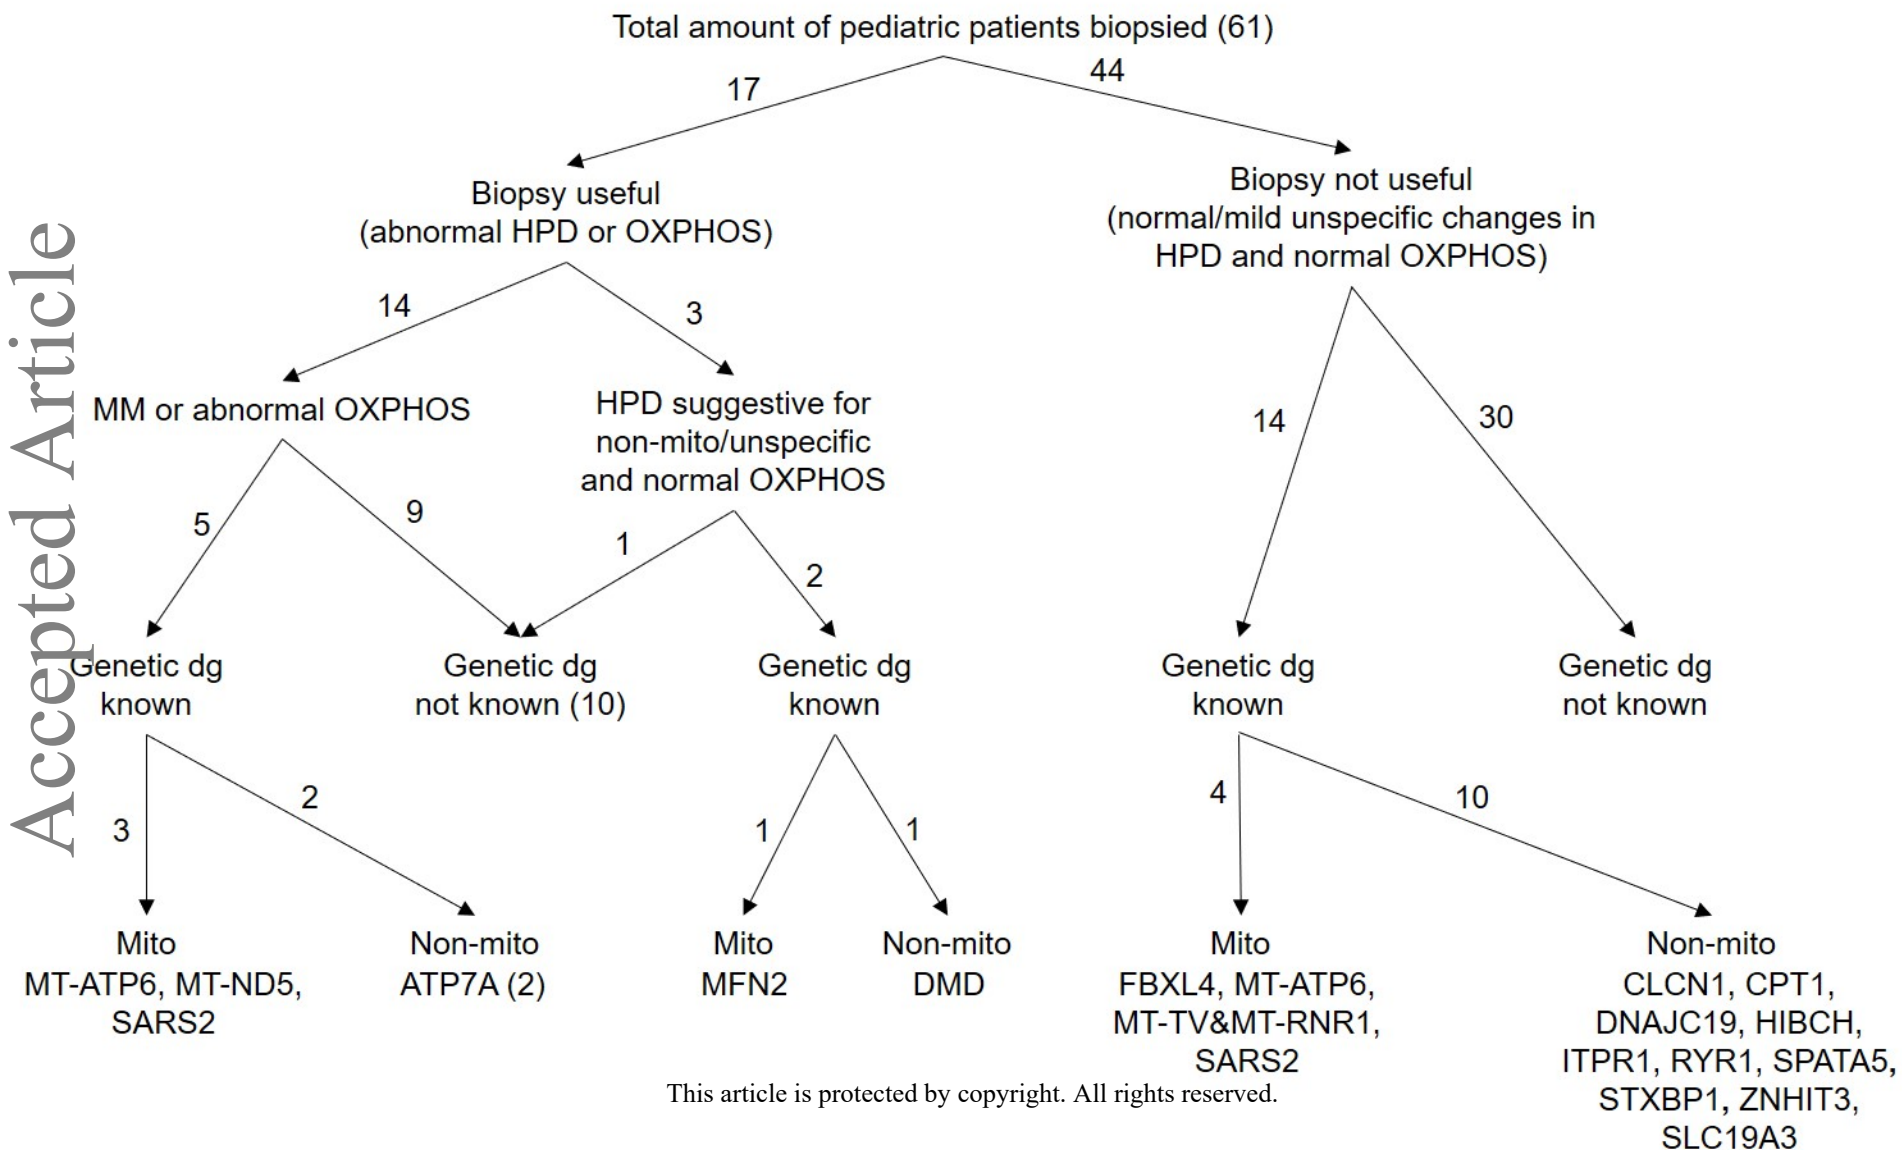 Accepted Article
Total amount of pediatric patients biopsied (61)
17
44
Biopsy useful
(abnormal HPD or OXPHOS)
Biopsy not useful
(normal/mild unspecific changes in
HPD and normal OXPHOS)
14
3
MM or abnormal OXPHOS
HPD suggestive for
non-mito/unspecific
and normal OXPHOS
14
30
5
9
1
2
Genetic dg
known
Genetic dg
not known (10)
Genetic dg
known
Genetic dg
known
Genetic dg
not known
3
2
1
1
4
10
Mito
MT-ATP6, MT-ND5,
SARS2
Non-mito
ATP7A (2)
Mito
MFN2
Non-mito
DMD
Mito
FBXL4, MT-ATP6,
MT-TV&MT-RNR1,
SARS2
Non-mito
CLCN1, CPT1,
DNAJC19, HIBCH,
ITPR1, RYR1, SPATA5,
STXBP1, ZNHIT3,
SLC19A3
This article is protected by copyright. All rights reserved.